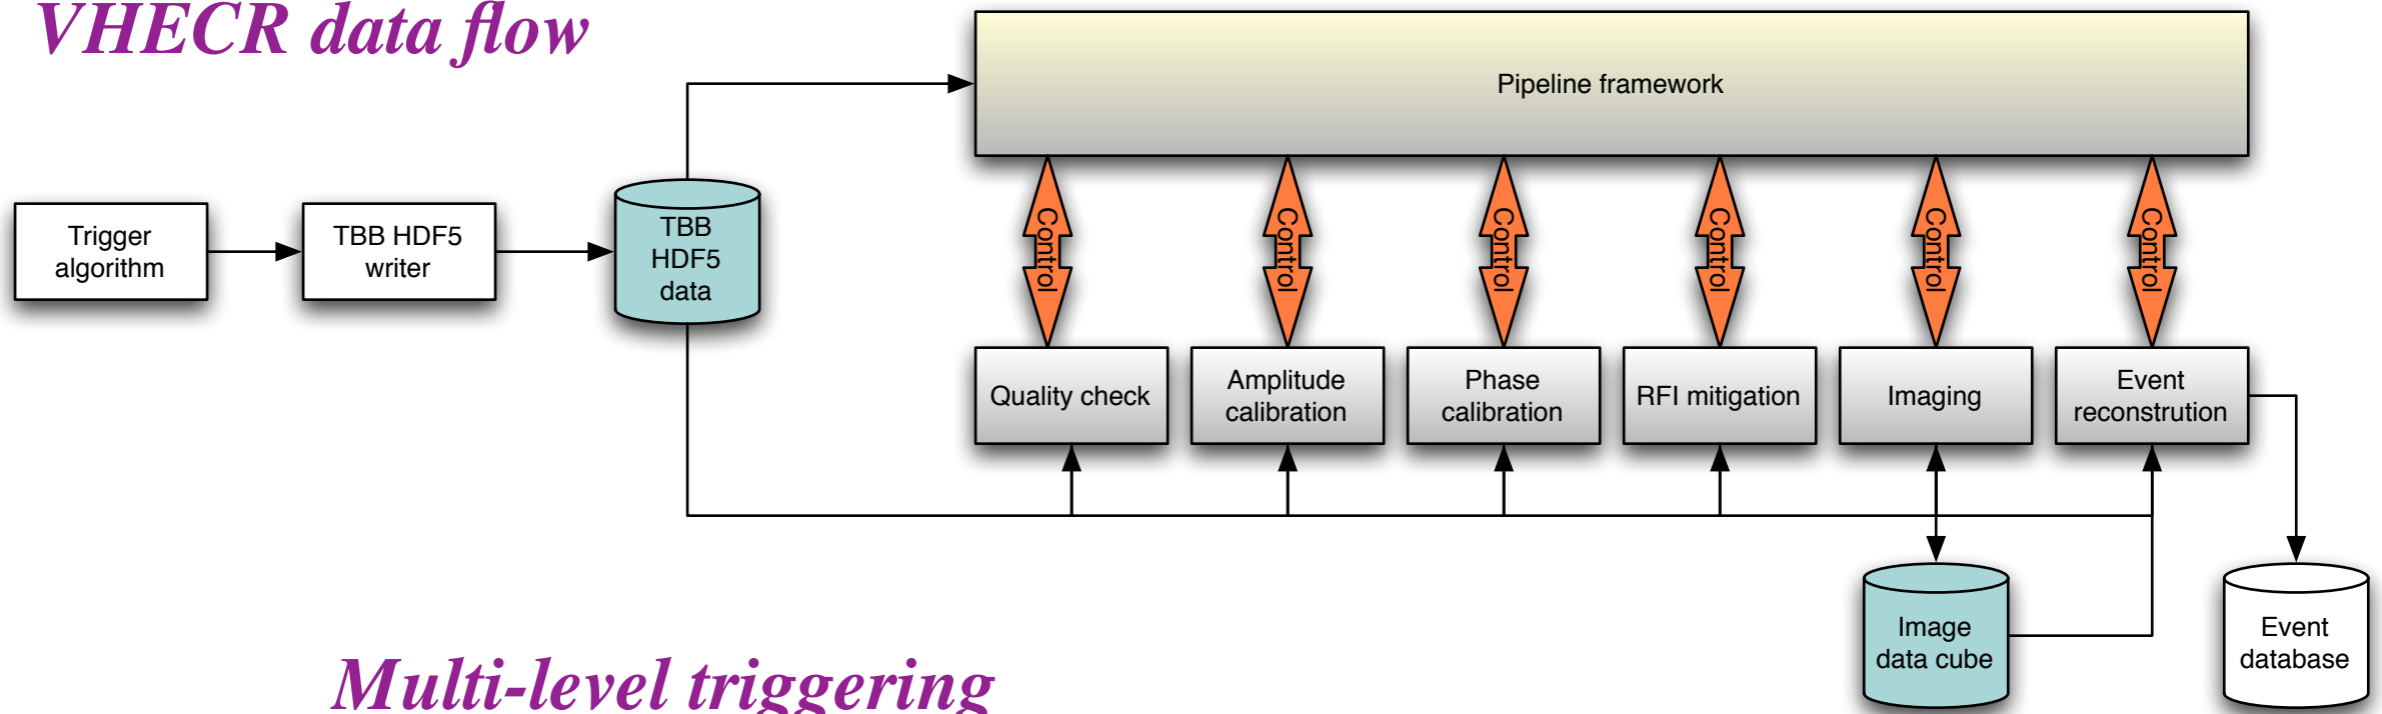 VHECR data flow
Pipeline framework
Trigger
algorithm
TBB HDF5
writer
TBB
HDF5
data
Control
Control
Control
Control
Control
Control
Quality check
Amplitude
calibration
Phase
calibration
RFI mitigation
Imaging
Event
reconstrution
Image
data cube
Event
database
Multi-level triggering